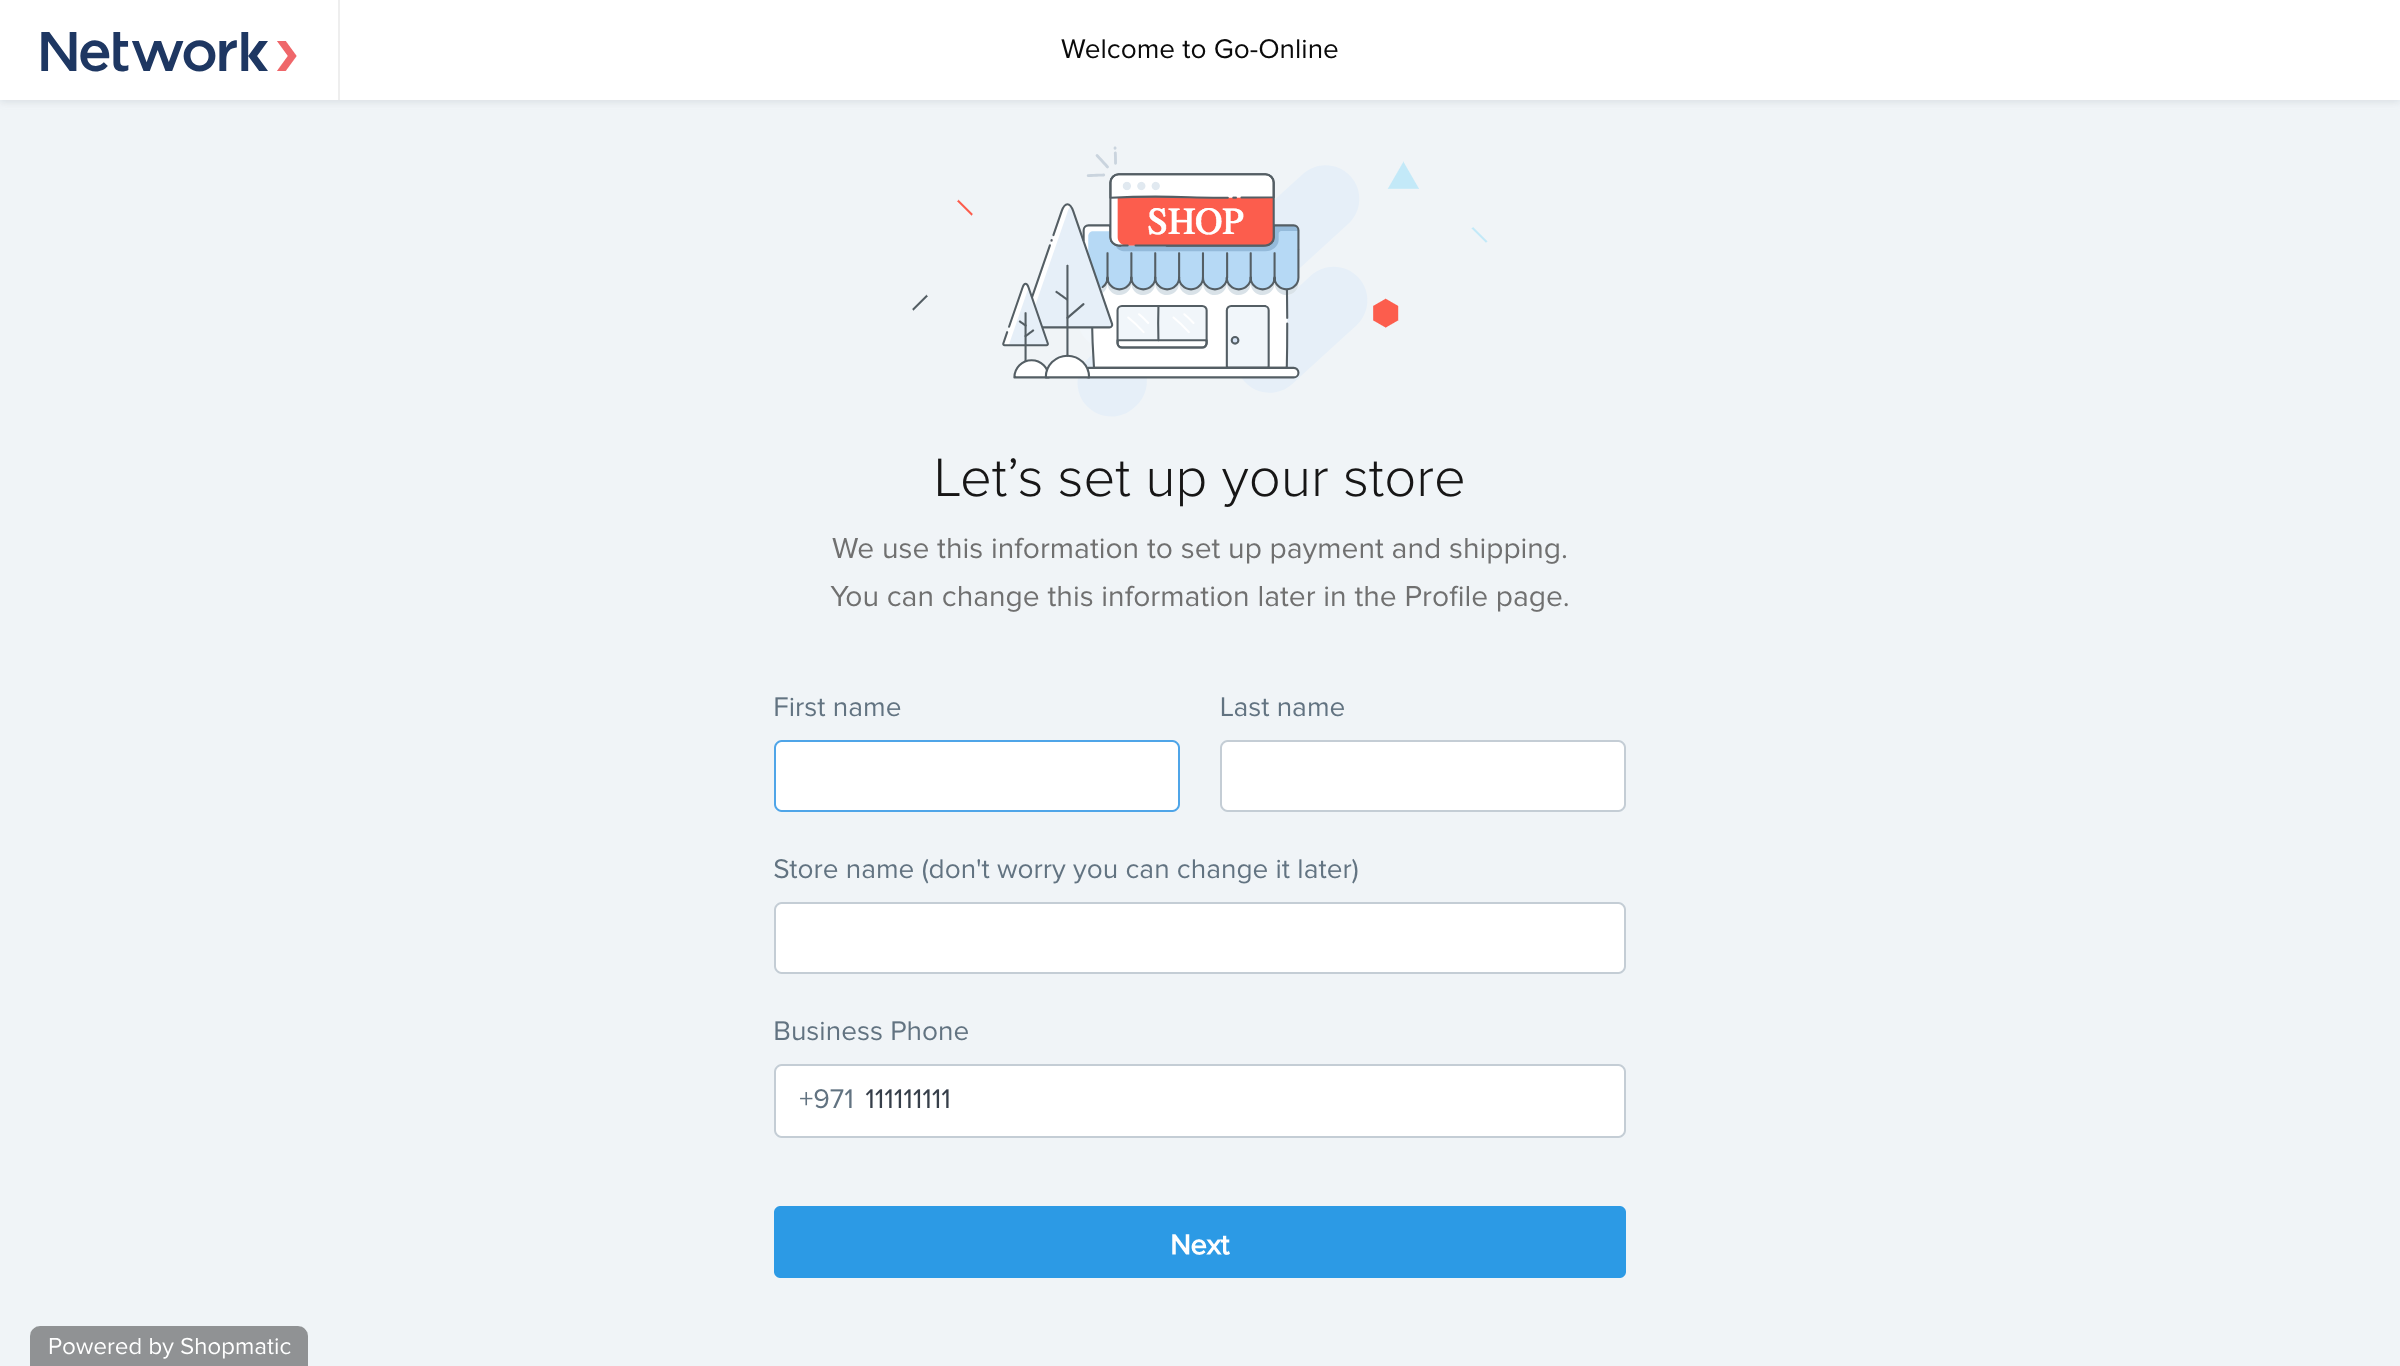 Network
Welcome to Go-Online
SHOP
Let’s set up your store
We use this information to set up payment and shipping.
You can change this information later in the Profile page.
First name
Last name
Store name (don't worry you can change it later)
Business Phone
+971 111111111
Next
Powered by Shopmatic